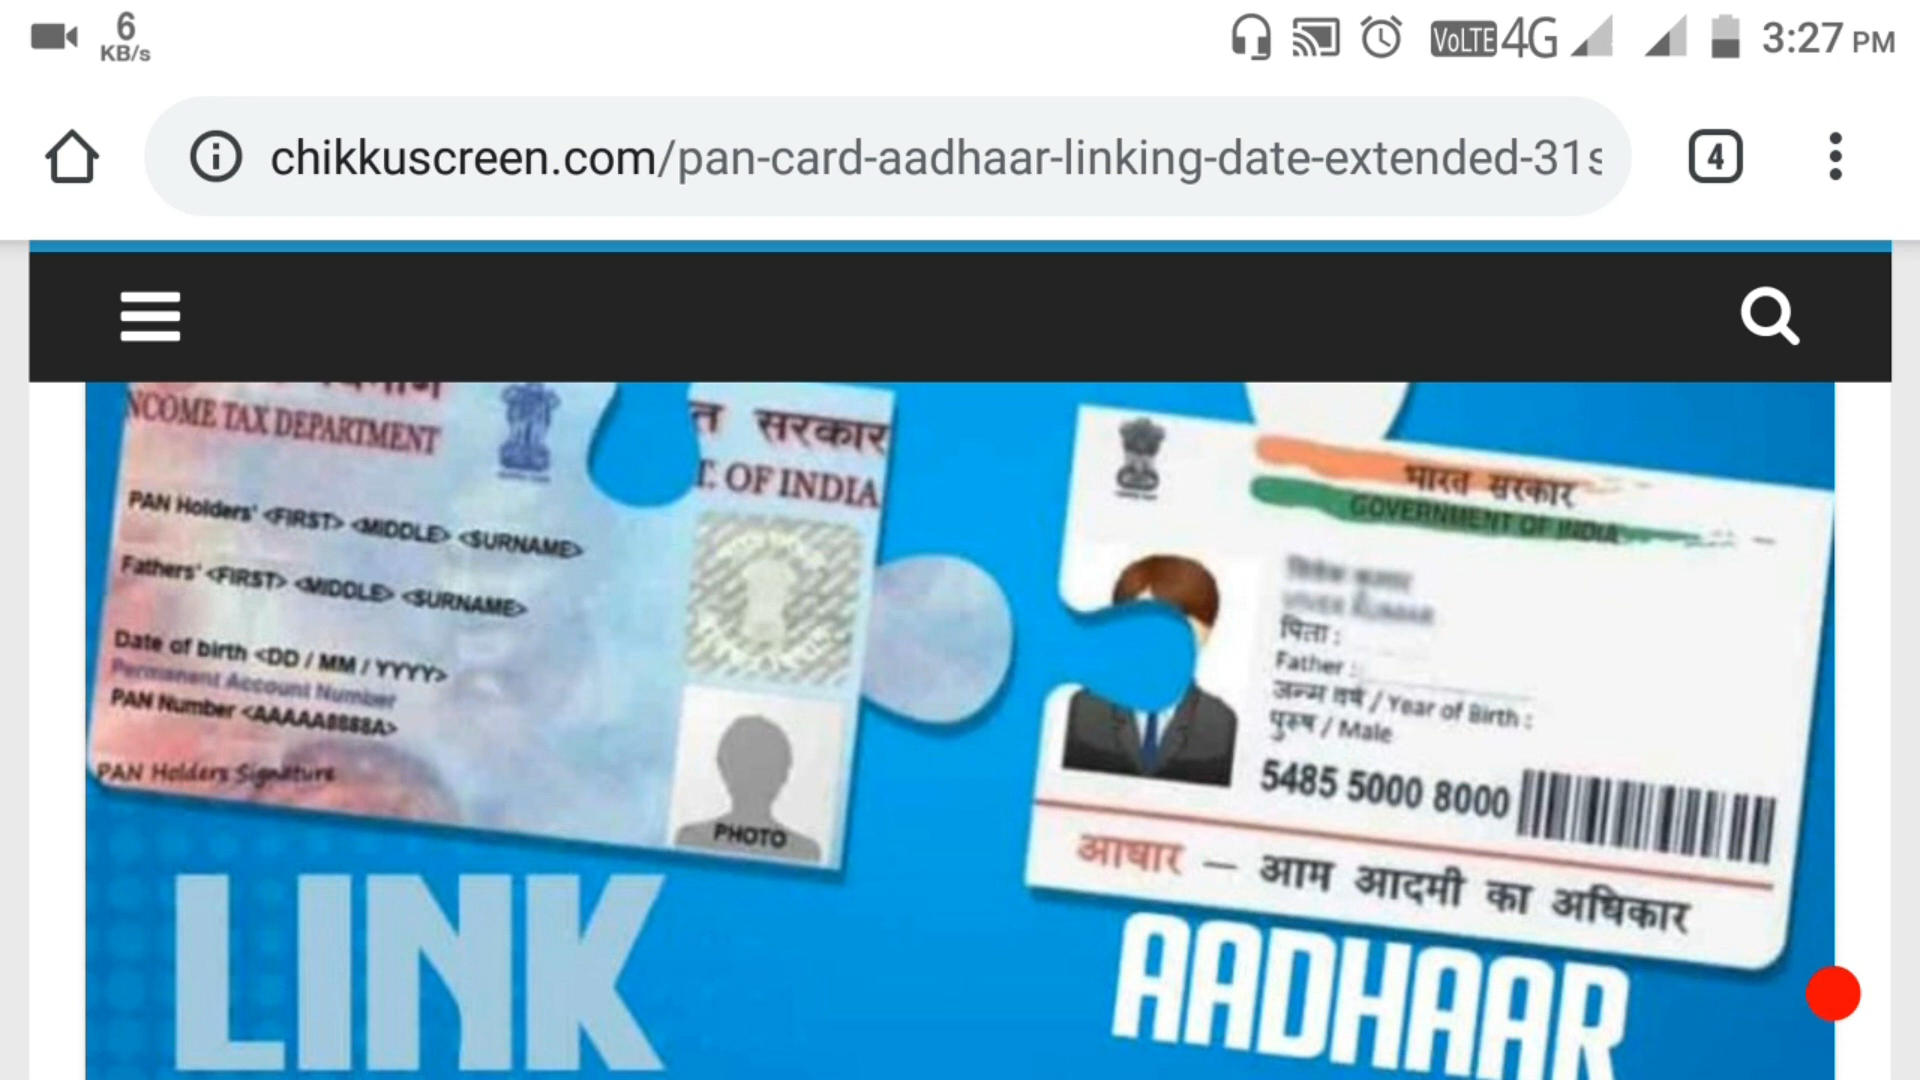 6
KB/s
VoLTE 4G 3:27 PM
chikkuscreen.com/pan-card-aadhaar-linking-date-extended-31s
4
NCOME TAX DEPARTMENT
त सरकार
T. OF INDIA
PAN Holders' <FIRST> <MIDDLE> <SURNAME>
Fathers' <FIRST> <MIDDLE> <SURNAME>
Date of birth <DD / MM / YYYY>
Permanent Account Number
PAN Number <AAAAA8888A>
PAN Holders Signature
PHOTO
भारत सरकार
GOVERNMENT OF INDIA
पिता :
Father :
जन्म वर्ष / Year of Birth :
पुरुष / Male
5485 5000 8000
आधार — आम आदमी का अधिकार
LINK
AADHAAR